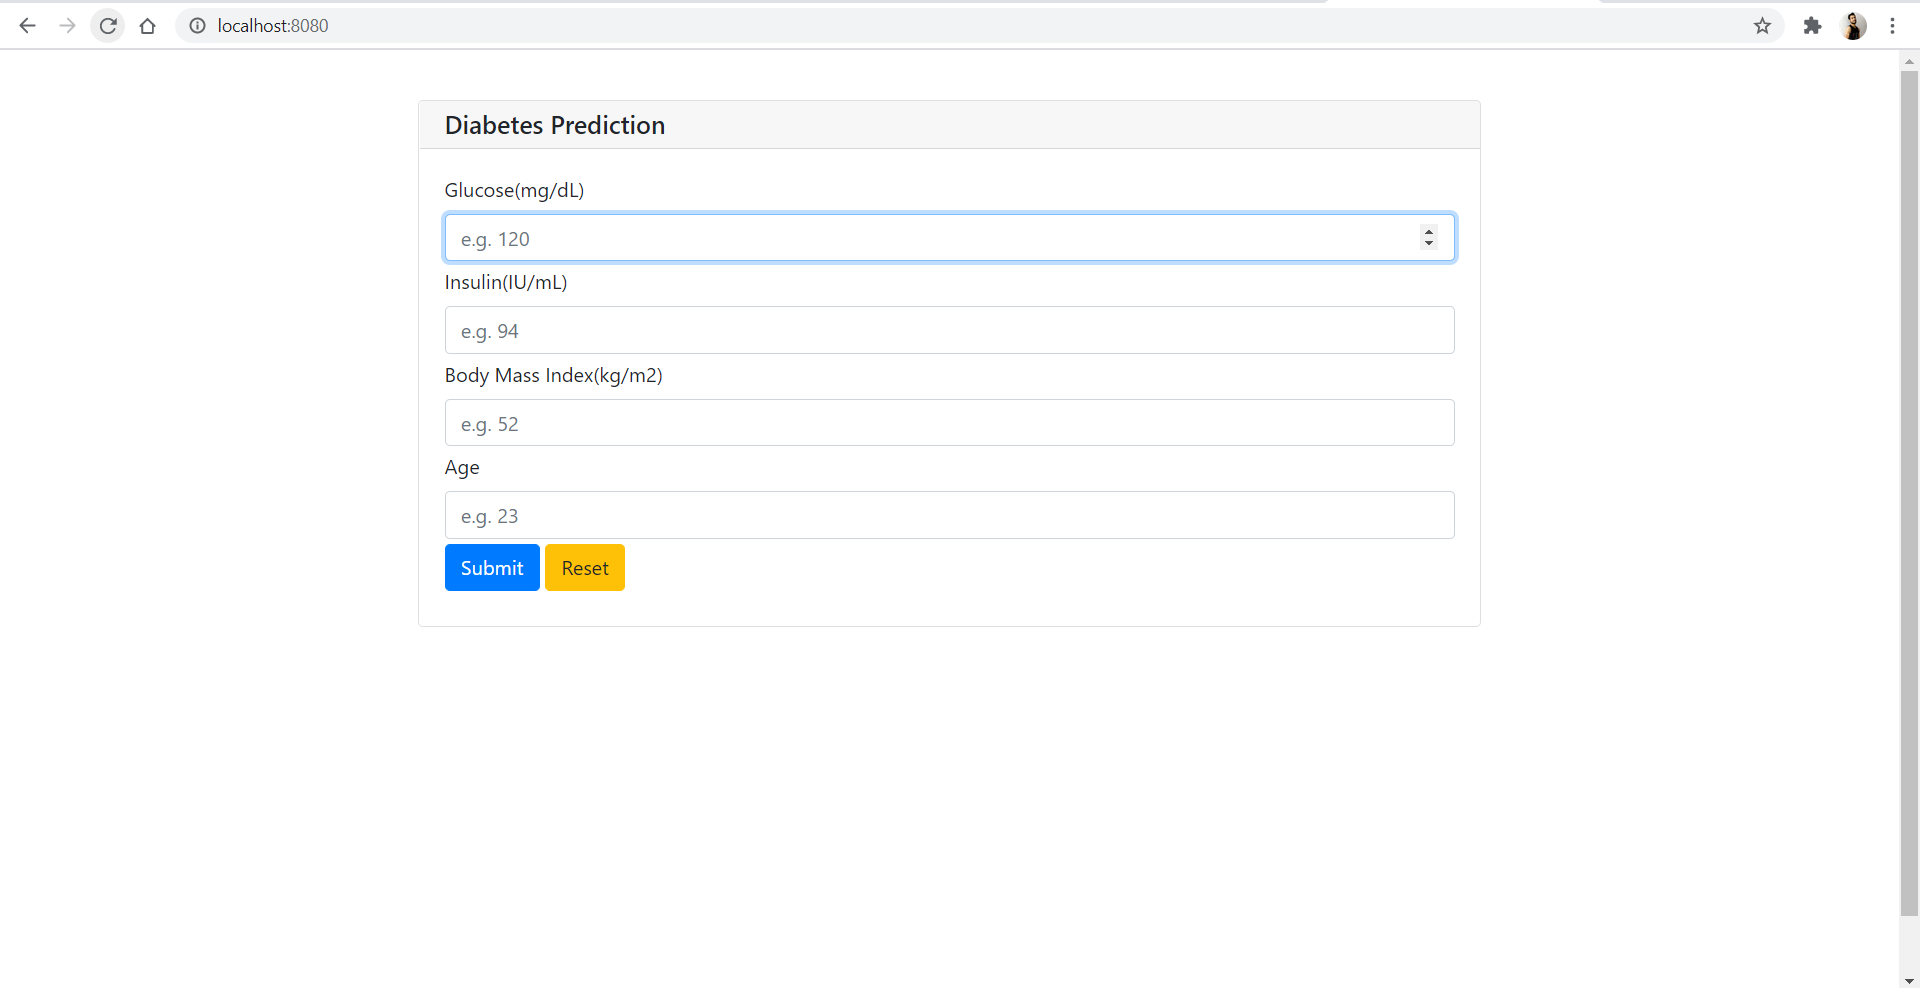 localhost:8080
Diabetes Prediction
Glucose(mg/dL)
e.g. 120
Insulin(IU/mL)
e.g. 94
Body Mass Index(kg/m2)
e.g. 52
Age
e.g. 23
Submit Reset